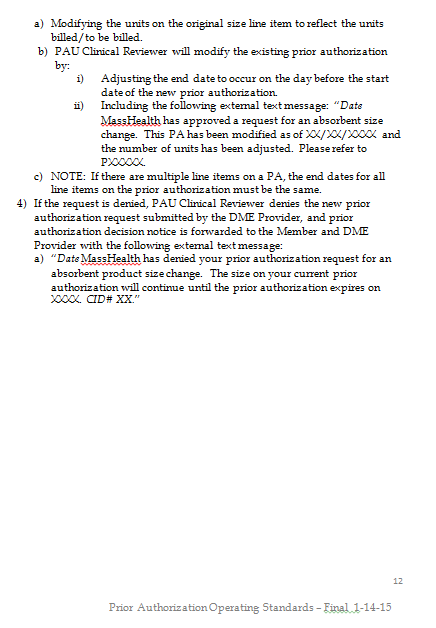 a) Modifying the units on the original size line item to reflect the units
billed/to be billed.
b) PAU Clinical Reviewer will modify the existing prior authorization
by:
i) Adjusting the end date to occur on the day before the start
date of the new prior authorization.
ii) Including the following external text message: “Date
MassHealth has approved a request for an absorbent size
change. This PA has been modified as of XX/XX/XXXX and
the number of units has been adjusted. Please refer to
PXXXXX.
c) NOTE: If there are multiple line items on a PA, the end dates for all
line items on the prior authorization must be the same.
4) If the request is denied, PAU Clinical Reviewer denies the new prior
authorization request submitted by the DME Provider, and prior
authorization decision notice is forwarded to the Member and DME
Provider with the following external text message:
a) “Date MassHealth has denied your prior authorization request for an
absorbent product size change. The size on your current prior
authorization will continue until the prior authorization expires on
XXXX. CID# XX.”
12
Prior Authorization Operating Standards – Final_1-14-15